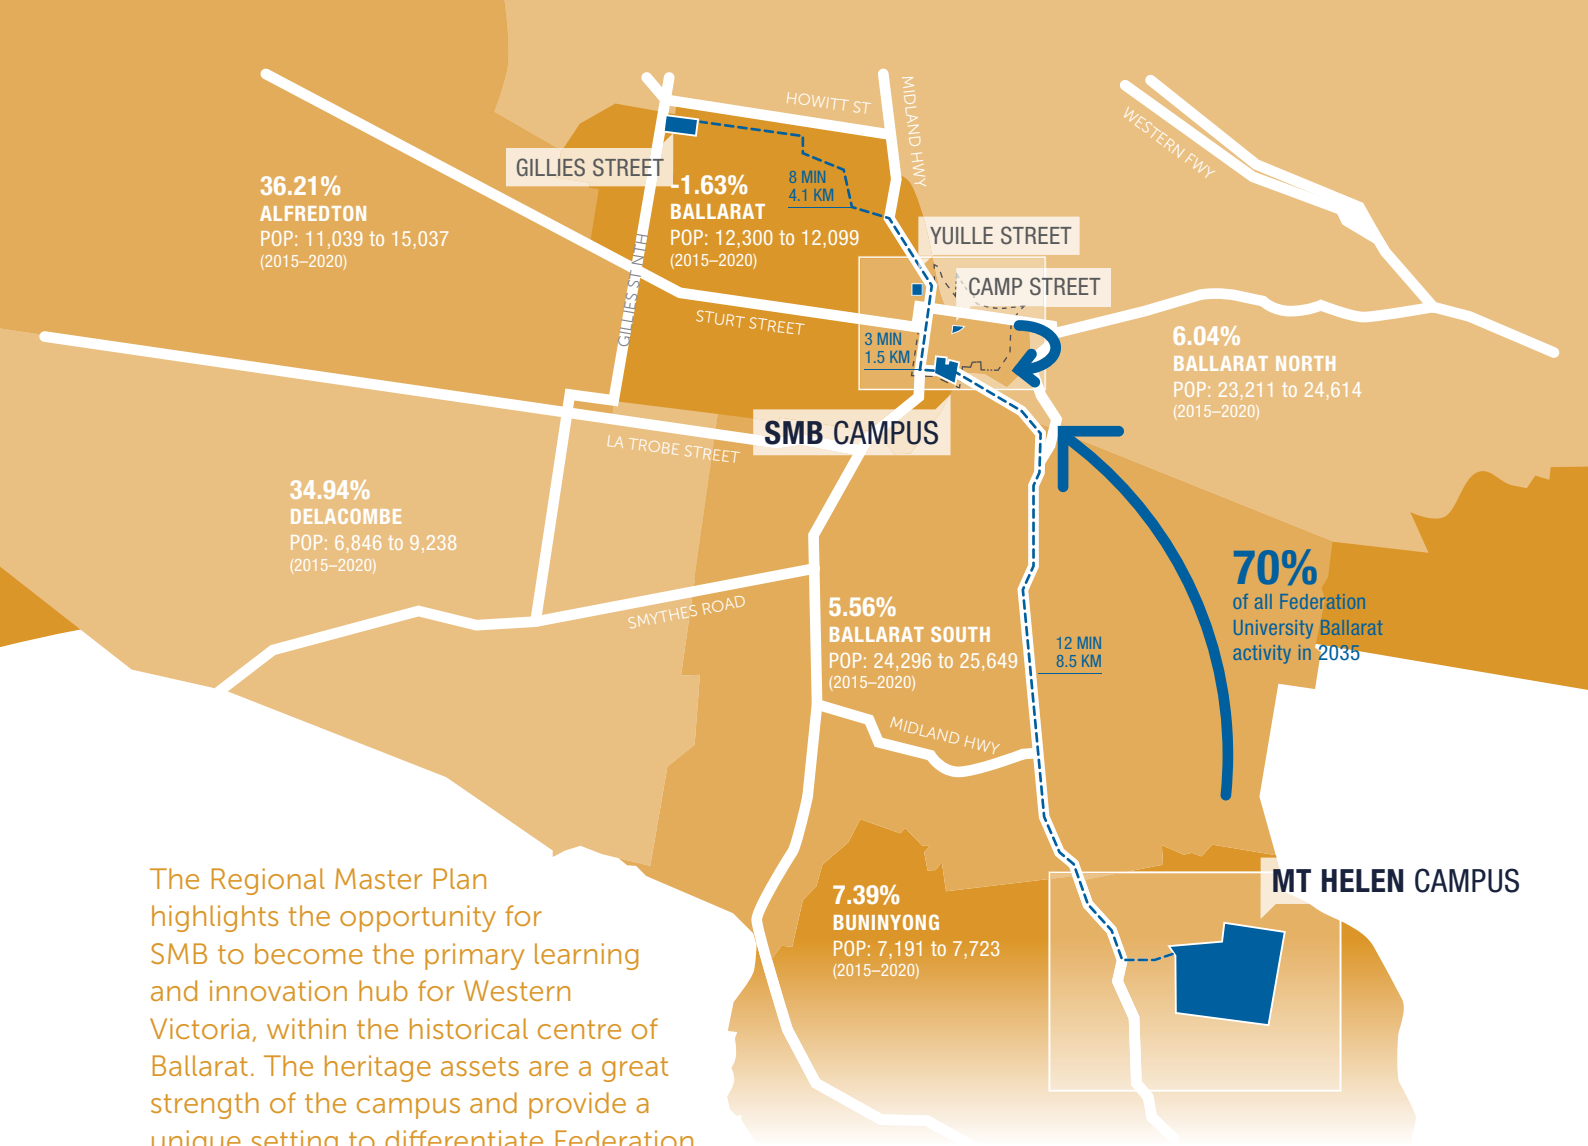 HOWITT ST
MIDLAND HWY
WESTERN FWY
GILLIES STREET
36.21%
ALFREDTON
POP: 11,039 to 15,037
(2015–2020)
-1.63%
BALLARAT
POP: 12,300 to 12,099
(2015–2020)
8 MIN
4.1 KM
YUILLE STREET
CAMP STREET
GILLIES ST NTH
STURT STREET
3 MIN
1.5 KM
6.04%
BALLARAT NORTH
POP: 23,211 to 24,614
(2015–2020)
SMB CAMPUS
LA TROBE STREET
34.94%
DELACOMBE
POP: 6,846 to 9,238
(2015–2020)
70%
of all Federation
University Ballarat
activity in 2035
SMYTHES ROAD
5.56%
BALLARAT SOUTH
POP: 24,296 to 25,649
(2015–2020)
12 MIN
8.5 KM
MIDLAND HWY
MT HELEN CAMPUS
7.39%
BUNINYONG
POP: 7,191 to 7,723
(2015–2020)
The Regional Master Plan
highlights the opportunity for
SMB to become the primary learning
and innovation hub for Western
Victoria, within the historical centre of
Ballarat. The heritage assets are a great
strength of the campus and provide a
unique setting to differentiate Federation